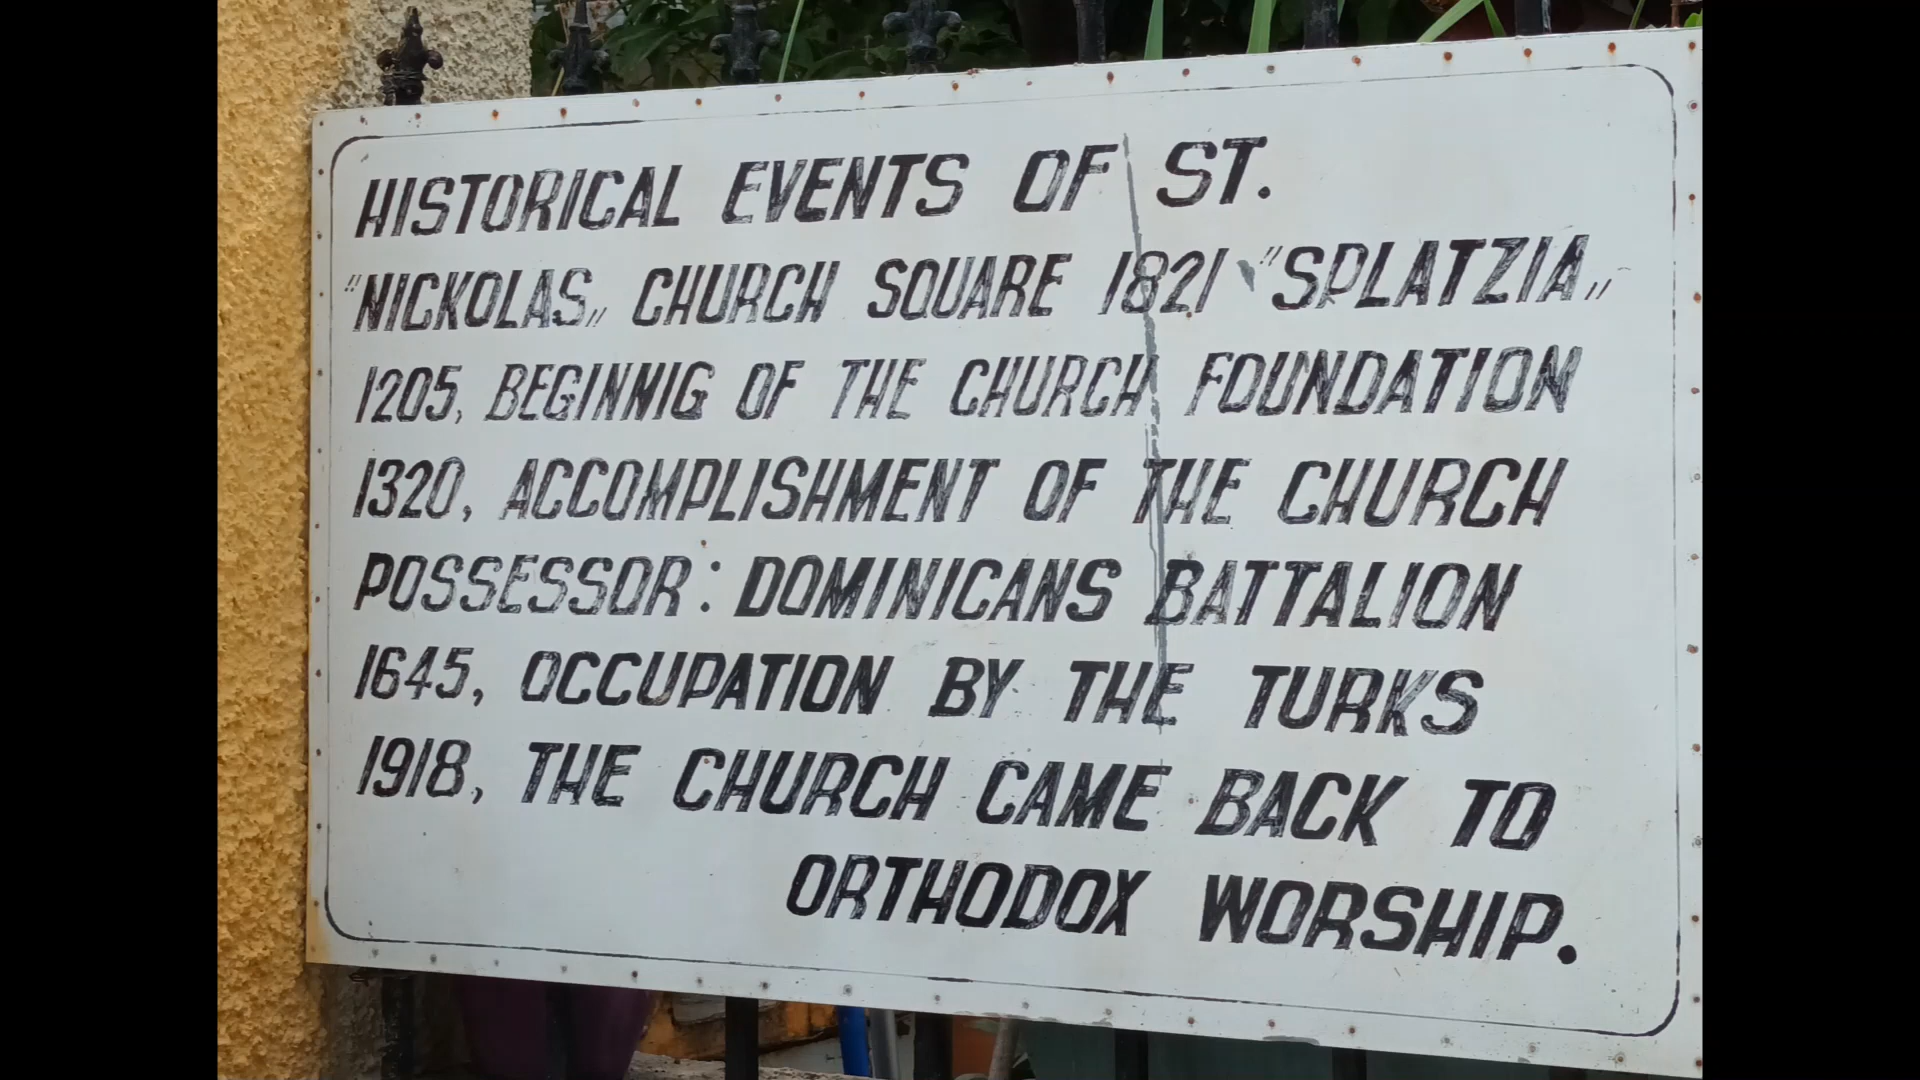 HISTORICAL EVENTS OF ST.
"NICKOLAS,, CHURCH SQUARE 1821 "SPLATZIA,,
1205, BEGINNIG OF THE CHURCH FOUNDATION
1320, ACCOMPLISHMENT OF THE CHURCH
POSSESSOR: DOMINICANS BATTALION
1645, OCCUPATION BY THE TURKS
1918, THE CHURCH CAME BACK TO
ORTHODOX WORSHIP.